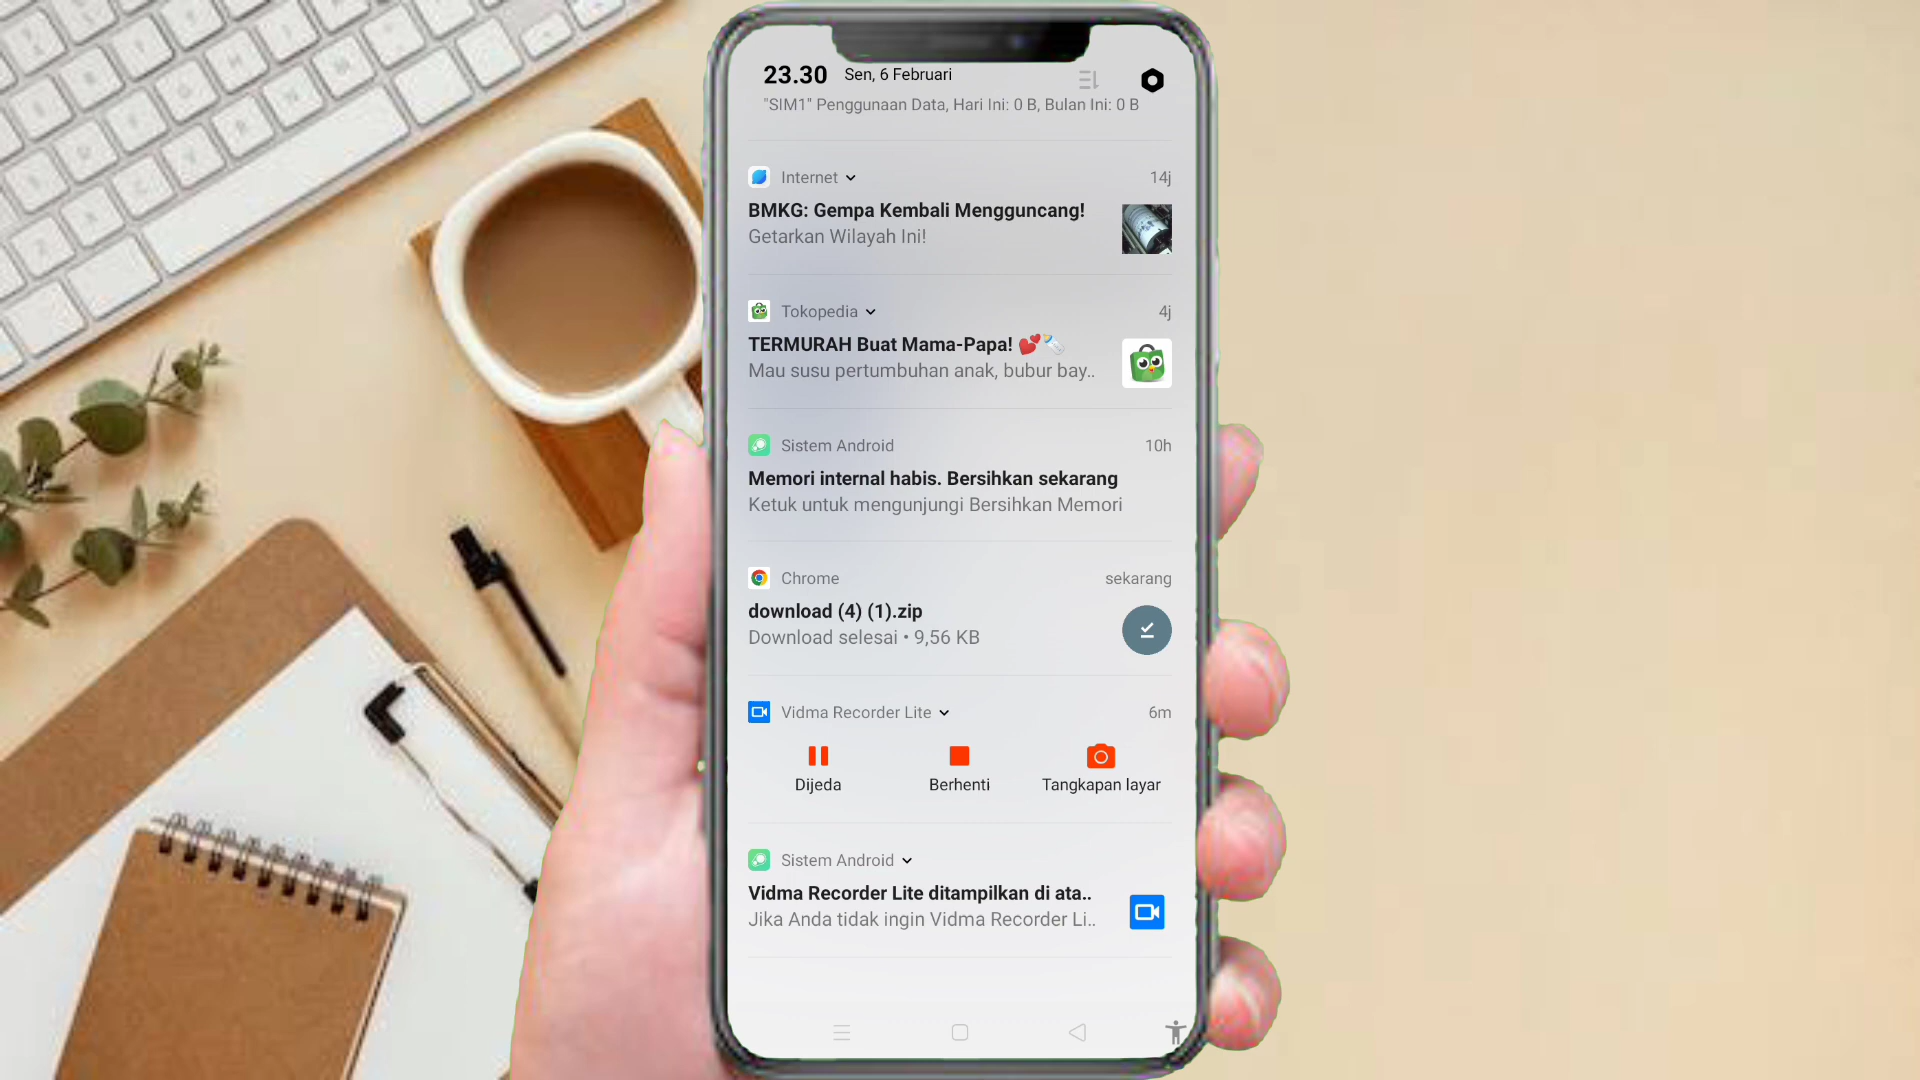 23.30 Sen, 6 Februari
"SIM1" Penggunaan Data, Hari Ini: 0 B, Bulan Ini: 0 B
Internet 14j
BMKG: Gempa Kembali Mengguncang!
Getarkan Wilayah Ini!
Tokopedia 4j
TERMURAH Buat Mama-Papa! 💕🍼
Mau susu pertumbuhan anak, bubur bay..
Sistem Android 10h
Memori internal habis. Bersihkan sekarang
Ketuk untuk mengunjungi Bersihkan Memori
Chrome sekarang
download (4) (1).zip
Download selesai • 9,56 KB
Vidma Recorder Lite 6m
Dijeda Berhenti Tangkapan layar
Sistem Android
Vidma Recorder Lite ditampilkan di ata..
Jika Anda tidak ingin Vidma Recorder Li..